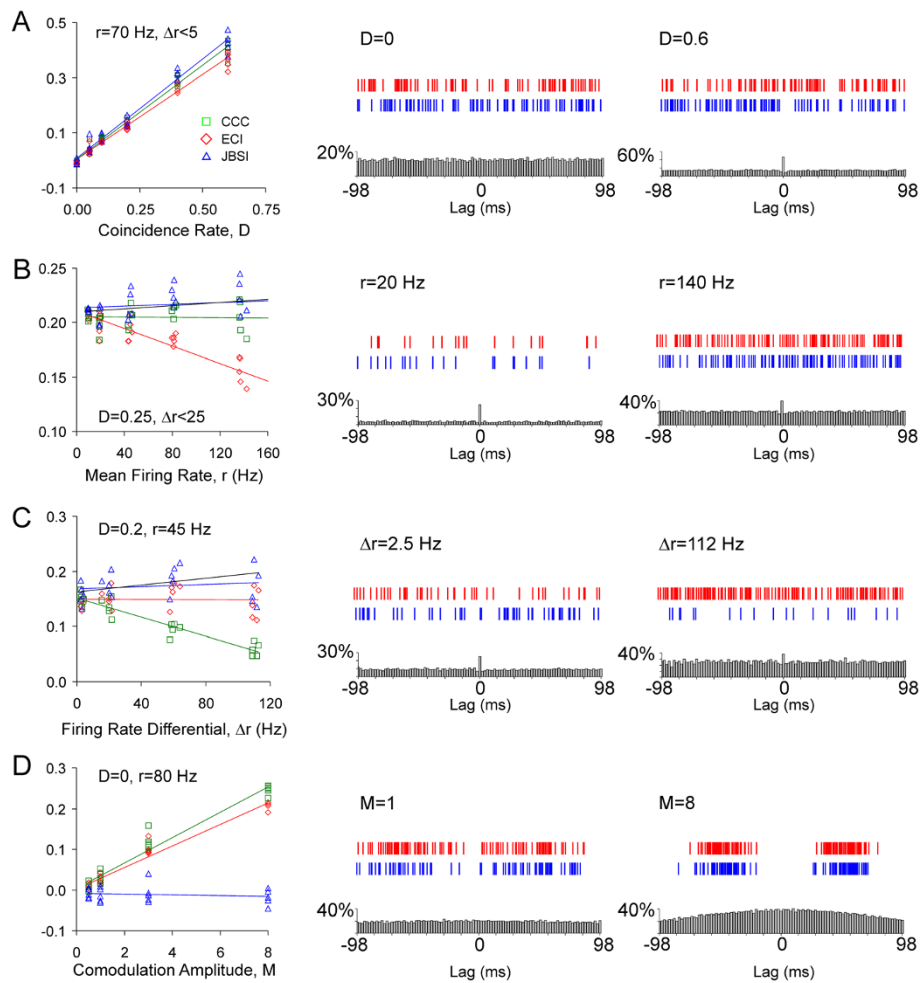 A
r=70 Hz, Δr<5
0.5
0.3
0.1
-0.1
CCC
ECI
JBSI
0.00 0.25 0.50 0.75
Coincidence Rate, D
D=0
20%
-98 0 98
Lag (ms)
D=0.6
60%
-98 0 98
Lag (ms)
B
0.25
0.20
0.15
0.10
D=0.25, Δr<25
0 40 80 120 160
Mean Firing Rate, r (Hz)
r=20 Hz
30%
-98 0 98
Lag (ms)
r=140 Hz
40%
-98 0 98
Lag (ms)
C
D=0.2, r=45 Hz
0.3
0.2
0.1
0.0
0 40 80 120
Firing Rate Differential, Δr (Hz)
Δr=2.5 Hz
30%
-98 0 98
Lag (ms)
Δr=112 Hz
40%
-98 0 98
Lag (ms)
D
D=0, r=80 Hz
0.3
0.2
0.1
0.0
-0.1
0 2 4 6 8
Comodulation Amplitude, M
M=1
40%
-98 0 98
Lag (ms)
M=8
40%
-98 0 98
Lag (ms)